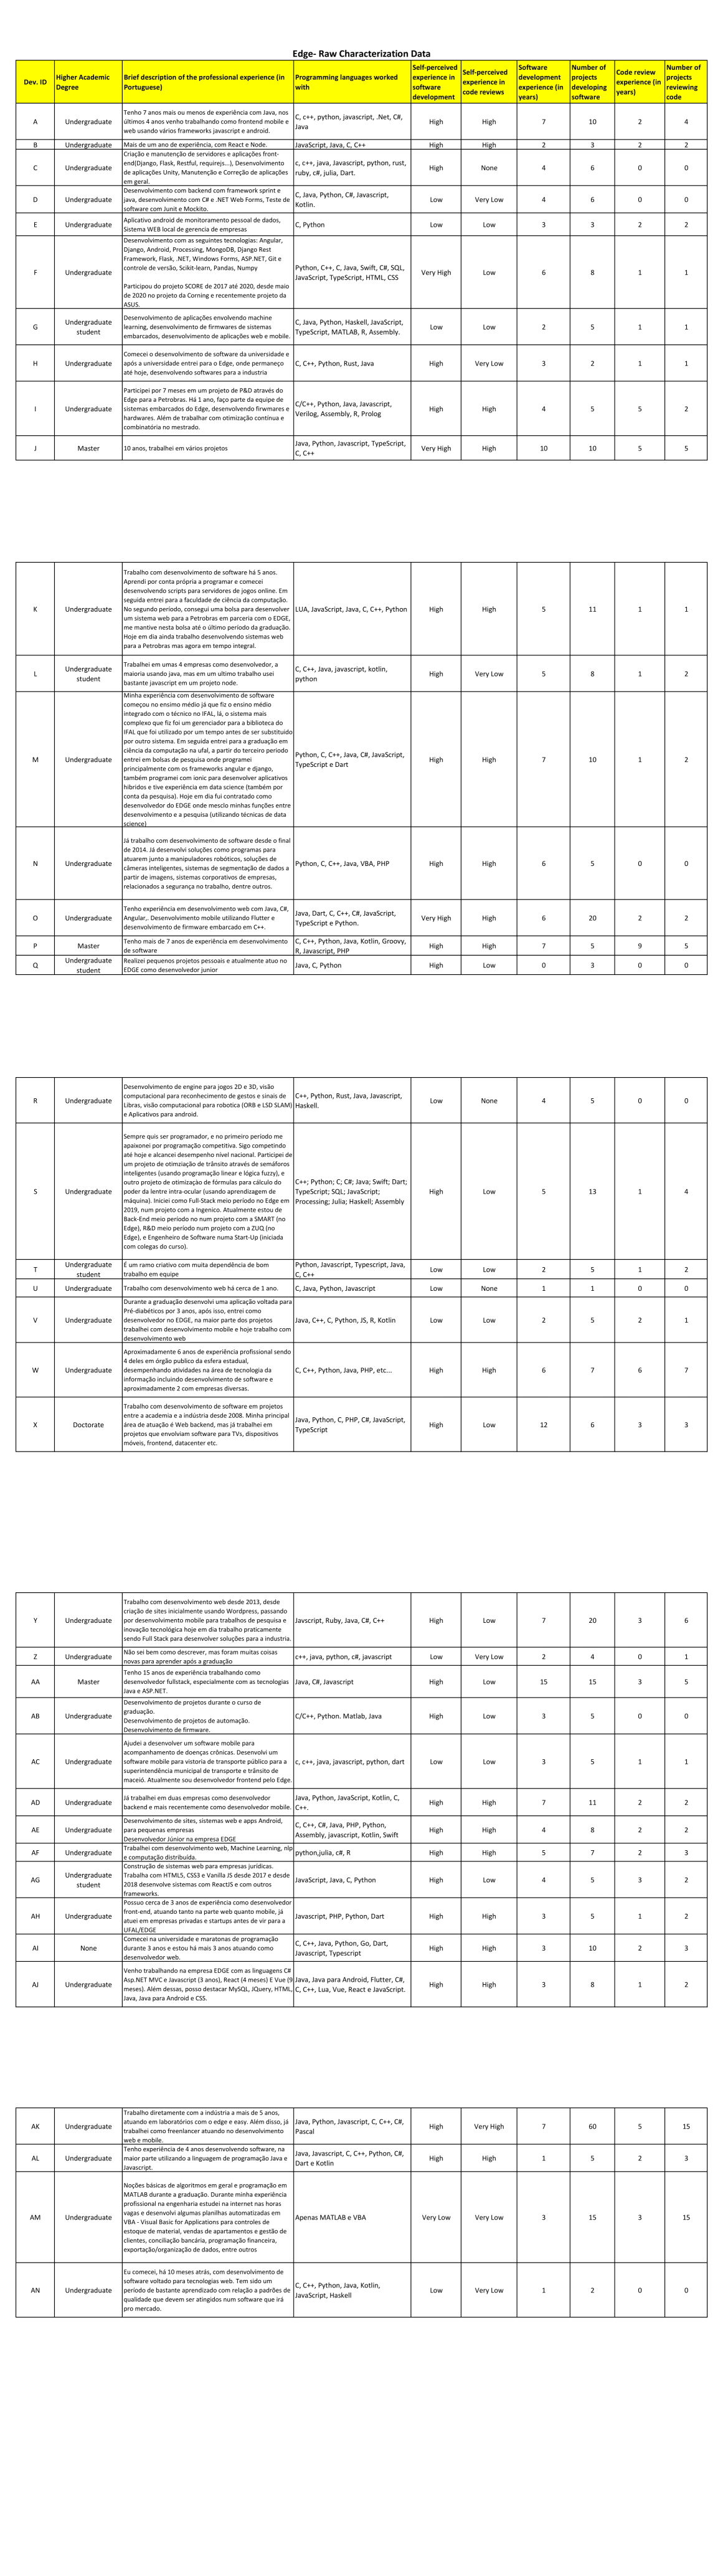 Edge- Raw Characterization Data
Dev. ID
Higher Academic
Degree
Brief description of the professional experience (in
Portuguese)
Programming languages worked
with
Self-perceived
experience in
software
development
Self-perceived
experience in
code reviews
Software
development
experience (in
years)
Number of
projects
developing
software
Code review
experience (in
years)
Number of
projects
reviewing
code
A
Undergraduate
Tenho 7 anos mais ou menos de experiência com Java, nos
últimos 4 anos venho trabalhando como frontend mobile e
web usando vários frameworks javascript e android.
C, c++, python, javascript, .Net, C#,
Java
High
High
7
10
2
4
B
Undergraduate
Mais de um ano de experiência, com React e Node.
JavaScript, Java, C, C++
High
High
2
3
2
2
C
Undergraduate
Criação e manutenção de servidores e aplicações front-
end(Django, Flask, Restful, requirejs...), Desenvolvimento
de aplicações Unity, Manutenção e Correção de aplicações
em geral.
c, c++, java, Javascript, python, rust,
ruby, c#, julia, Dart.
High
None
4
6
0
0
D
Undergraduate
Desenvolvimento com backend com framework sprint e
java, desenvolvimento com C# e .NET Web Forms, Teste de
software com Junit e Mockito.
C, Java, Python, C#, Javascript,
Kotlin.
Low
Very Low
4
6
0
0
E
Undergraduate
Aplicativo android de monitoramento pessoal de dados,
Sistema WEB local de gerencia de empresas
C, Python
Low
Low
3
3
2
2
F
Undergraduate
Desenvolvimento com as seguintes tecnologias: Angular,
Django, Android, Processing, MongoDB, Django Rest
Framework, Flask, .NET, Windows Forms, ASP.NET, Git e
controle de versão, Scikit-learn, Pandas, Numpy
Participou do projeto SCORE de 2017 até 2020, desde maio
de 2020 no projeto da Corning e recentemente projeto da
ASUS.
Python, C++, C, Java, Swift, C#, SQL,
JavaScript, TypeScript, HTML, CSS
Very High
Low
6
8
1
1
G
Undergraduate
student
Desenvolvimento de aplicações envolvendo machine
learning, desenvolvimento de firmwares de sistemas
embarcados, desenvolvimento de aplicações web e mobile.
C, Java, Python, Haskell, JavaScript,
TypeScript, MATLAB, R, Assembly.
Low
Low
2
5
1
1
H
Undergraduate
Comecei o desenvolvimento de software da universidade e
após a universidade entrei para o Edge, onde permaneço
até hoje, desenvolvendo softwares para a industria
C, C++, Python, Rust, Java
High
Very Low
3
2
1
1
I
Undergraduate
Participei por 7 meses em um projeto de P&D através do
Edge para a Petrobras. Há 1 ano, faço parte da equipe de
sistemas embarcados do Edge, desenvolvendo firwmares e
hardwares. Além de trabalhar com otimização contínua e
combinatória no mestrado.
C/C++, Python, Java, Javascript,
Verilog, Assembly, R, Prolog
High
High
4
5
5
2
J
Master
10 anos, trabalhei em vários projetos
Java, Python, Javascript, TypeScript,
C, C++
Very High
High
10
10
5
5
K
Undergraduate
Trabalho com desenvolvimento de software há 5 anos.
Aprendi por conta própria a programar e comecei
desenvolvendo scripts para servidores de jogos online. Em
seguida entrei para a faculdade de ciência da computação.
No segundo período, consegui uma bolsa para desenvolver
um sistema web para a Petrobras em parceria com o EDGE,
me mantive nesta bolsa até o último período da graduação.
Hoje em dia ainda trabalho desenvolvendo sistemas web
para a Petrobras mas agora em tempo integral.
LUA, JavaScript, Java, C, C++, Python
High
High
5
11
1
1
L
Undergraduate
student
Trabalhei em umas 4 empresas como desenvolvedor, a
maioria usando java, mas em um ultimo trabalho usei
bastante javascript em um projeto node.
C, C++, Java, javascript, kotlin,
python
High
Very Low
5
8
1
2
M
Undergraduate
Minha experiência com desenvolvimento de software
começou no ensino médio já que fiz o ensino médio
integrado com o técnico no IFAL, lá, o sistema mais
complexo que fiz foi um gerenciador para a biblioteca do
IFAL que foi utilizado por um tempo antes de ser substituído
por outro sistema. Em seguida entrei para a graduação em
ciência da computação na ufal, a partir do terceiro período
entrei em bolsas de pesquisa onde programei
principalmente com os frameworks angular e django,
também programei com ionic para desenvolver aplicativos
híbridos e tive experiência em data science (também por
conta da pesquisa). Hoje em dia fui contratado como
desenvolvedor do EDGE onde mesclo minhas funções entre
desenvolvimento e a pesquisa (utilizando técnicas de data
science)
Python, C, C++, Java, C#, JavaScript,
TypeScript e Dart
High
High
7
10
1
2
N
Undergraduate
Já trabalho com desenvolvimento de software desde o final
de 2014. Já desenvolvi soluções como programas para
atuarem junto a manipuladores robóticos, soluções de
câmeras inteligentes, sistemas de segmentação de dados a
partir de imagens, sistemas corporativos de empresas,
relacionados a segurança no trabalho, dentre outros.
Python, C, C++, Java, VBA, PHP
High
High
6
5
0
0
O
Undergraduate
Tenho experiência em desenvolvimento web com Java, C#,
Angular,. Desenvolvimento mobile utilizando Flutter e
desenvolvimento de firmware embarcado em C++.
Java, Dart, C, C++, C#, JavaScript,
TypeScript e Python.
Very High
High
6
20
2
2
P
Master
Tenho mais de 7 anos de experiência em desenvolvimento
de software
C, C++, Python, Java, Kotlin, Groovy,
R, Javascript, PHP
High
High
7
5
9
5
Q
Undergraduate
student
Realizei pequenos projetos pessoais e atualmente atuo no
EDGE como desenvolvedor junior
Java, C, Python
High
Low
0
3
0
0
R
Undergraduate
Desenvolvimento de engine para jogos 2D e 3D, visão
computacional para reconhecimento de gestos e sinais de
Libras, visão computacional para robotica (ORB e LSD SLAM)
e Aplicativos para android.
C++, Python, Rust, Java, Javascript,
Haskell.
Low
None
4
5
0
0
S
Undergraduate
Sempre quis ser programador, e no primeiro período me
apaixonei por programação competitiva. Sigo competindo
até hoje e alcancei desempenho nível nacional. Participei de
um projeto de otimziação de trânsito através de semáforos
inteligentes (usando programação linear e lógica fuzzy), e
outro projeto de otimização de fórmulas para cálculo do
poder da lentre intra-ocular (usando aprendizagem de
máquina). Iniciei como Full-Stack meio período no Edge em
2019, num projeto com a Ingenico. Atualmente estou de
Back-End meio período no num projeto com a SMART (no
Edge), R&D meio período num projeto com a ZUQ (no
Edge), e Engenheiro de Software numa Start-Up (iniciada
com colegas do curso).
C++; Python; C; C#; Java; Swift; Dart;
TypeScript; SQL; JavaScript;
Processing; Julia; Haskell; Assembly
High
Low
5
13
1
4
T
Undergraduate
student
É um ramo criativo com muita dependência de bom
trabalho em equipe
Python, Javascript, Typescript, Java,
C, C++
Low
Low
2
5
1
2
U
Undergraduate
Trabalho com desenvolvimento web há cerca de 1 ano.
C, Java, Python, Javascript
Low
None
1
1
0
0
V
Undergraduate
Durante a graduação desenvolvi uma aplicação voltada para
Pré-diabéticos por 3 anos, após isso, entrei como
desenvolvedor no EDGE, na maior parte dos projetos
trabalhei com desenvolvimento mobile e hoje trabalho com
desenvolvimento web
Java, C++, C, Python, JS, R, Kotlin
Low
Low
2
5
2
1
W
Undergraduate
Aproximadamente 6 anos de experiência profissional sendo
4 deles em órgão publico da esfera estadual,
desempenhando atividades na área de tecnologia da
informação incluindo desenvolvimento de software e
aproximadamente 2 com empresas diversas.
C, C++, Python, Java, PHP, etc...
High
High
6
7
6
7
X
Doctorate
Trabalho com desenvolvimento de software em projetos
entre a academia e a indústria desde 2008. Minha principal
área de atuação é Web backend, mas já trabalhei em
projetos que envolviam software para TVs, dispositivos
móveis, frontend, datacenter etc.
Java, Python, C, PHP, C#, JavaScript,
TypeScript
High
Low
12
6
3
3
Y
Undergraduate
Trabalho com desenvolvimento web desde 2013, desde
criação de sites inicialmente usando Wordpress, passando
por desenvolvimento mobile para trabalhos de pesquisa e
inovação tecnológica hoje em dia trabalho praticamente
sendo Full Stack para desenvolver soluções para a industria.
Javscript, Ruby, Java, C#, C++
High
Low
7
20
3
6
Z
Undergraduate
Não sei bem como descrever, mas foram muitas coisas
novas para aprender após a graduação
c++, java, python, c#, javascript
Low
Very Low
2
4
0
1
AA
Master
Tenho 15 anos de experiência trabalhando como
desenvolvedor fullstack, especialmente com as tecnologias
Java e ASP.NET.
Java, C#, Javascript
High
Low
15
15
3
5
AB
Undergraduate
Desenvolvimento de projetos durante o curso de
graduação.
Desenvolvimento de projetos de automação.
Desenvolvimento de firmware.
C/C++, Python. Matlab, Java
High
Low
3
5
0
0
AC
Undergraduate
Ajudei a desenvolver um software mobile para
acompanhamento de doenças crônicas. Desenvolvi um
software mobile para vistoria de transporte público para a
superintendência municipal de transporte e trânsito de
maceió. Atualmente sou desenvolvedor frontend pelo Edge.
c, c++, java, javascript, python, dart
Low
Low
3
5
1
1
AD
Undergraduate
Já trabalhei em duas empresas como desenvolvedor
backend e mais recentemente como desenvolvedor mobile.
Java, Python, JavaScript, Kotlin, C,
C++.
High
High
7
11
2
2
AE
Undergraduate
Desenvolvimento de sites, sistemas web e apps Android,
para pequenas empresas
Desenvolvedor Júnior na empresa EDGE
C, C++, C#, Java, PHP, Python,
Assembly, javascript, Kotlin, Swift
High
High
4
8
2
2
AF
Undergraduate
Trabalhei com desenvolvimento web, Machine Learning, nlp
e computação distribuída.
python,julia, c#, R
High
High
5
7
2
3
AG
Undergraduate
student
Construção de sistemas web para empresas jurídicas.
Trabalha com HTML5, CSS3 e Vanilla JS desde 2017 e desde
2018 desenvolve sistemas com ReactJS e com outros
frameworks.
JavaScript, Java, C, Python
High
Low
4
5
3
2
AH
Undergraduate
Possuo cerca de 3 anos de experiência como desenvolvedor
front-end, atuando tanto na parte web quanto mobile, já
atuei em empresas privadas e startups antes de vir para a
UFAL/EDGE
Javascript, PHP, Python, Dart
High
High
3
5
1
2
AI
None
Comecei na universidade e maratonas de programação
durante 3 anos e estou há mais 3 anos atuando como
desenvolvedor web.
C, C++, Java, Python, Go, Dart,
Javascript, Typescript
High
High
3
10
2
3
AJ
Undergraduate
Venho trabalhando na empresa EDGE com as linguagens C#
Asp.NET MVC e Javascript (3 anos), React (4 meses) E Vue (9
meses). Além dessas, posso destacar MySQL, JQuery, HTML,
Java, Java para Android e CSS.
Java, Java para Android, Flutter, C#,
C, C++, Lua, Vue, React e JavaScript.
High
High
3
8
1
2
AK
Undergraduate
Trabalho diretamente com a indústria a mais de 5 anos,
atuando em laboratórios com o edge e easy. Além disso, já
trabalhei como freenlancer atuando no desenvolvimento
web e mobile.
Java, Python, Javascript, C, C++, C#,
Pascal
High
Very High
7
60
5
15
AL
Undergraduate
Tenho experiência de 4 anos desenvolvendo software, na
maior parte utilizando a linguagem de programação Java e
Javascript.
Java, Javascript, C, C++, Python, C#,
Dart e Kotlin
High
High
1
5
2
3
AM
Undergraduate
Noções básicas de algoritmos em geral e programação em
MATLAB durante a graduação. Durante minha experiência
profissional na engenharia estudei na internet nas horas
vagas e desenvolvi algumas planilhas automatizadas em
VBA - Visual Basic for Applications para controles de
estoque de material, vendas de apartamentos e gestão de
clientes, conciliação bancária, programação financeira,
exportação/organização de dados, entre outros
Apenas MATLAB e VBA
Very Low
Very Low
3
15
3
15
AN
Undergraduate
Eu comecei, há 10 meses atrás, com desenvolvimento de
software voltado para tecnologias web. Tem sido um
período de bastante aprendizado com relação a padrões de
qualidade que devem ser atingidos num software que irá
pro mercado.
C, C++, Python, Java, Kotlin,
JavaScript, Haskell
Low
Very Low
1
2
0
0